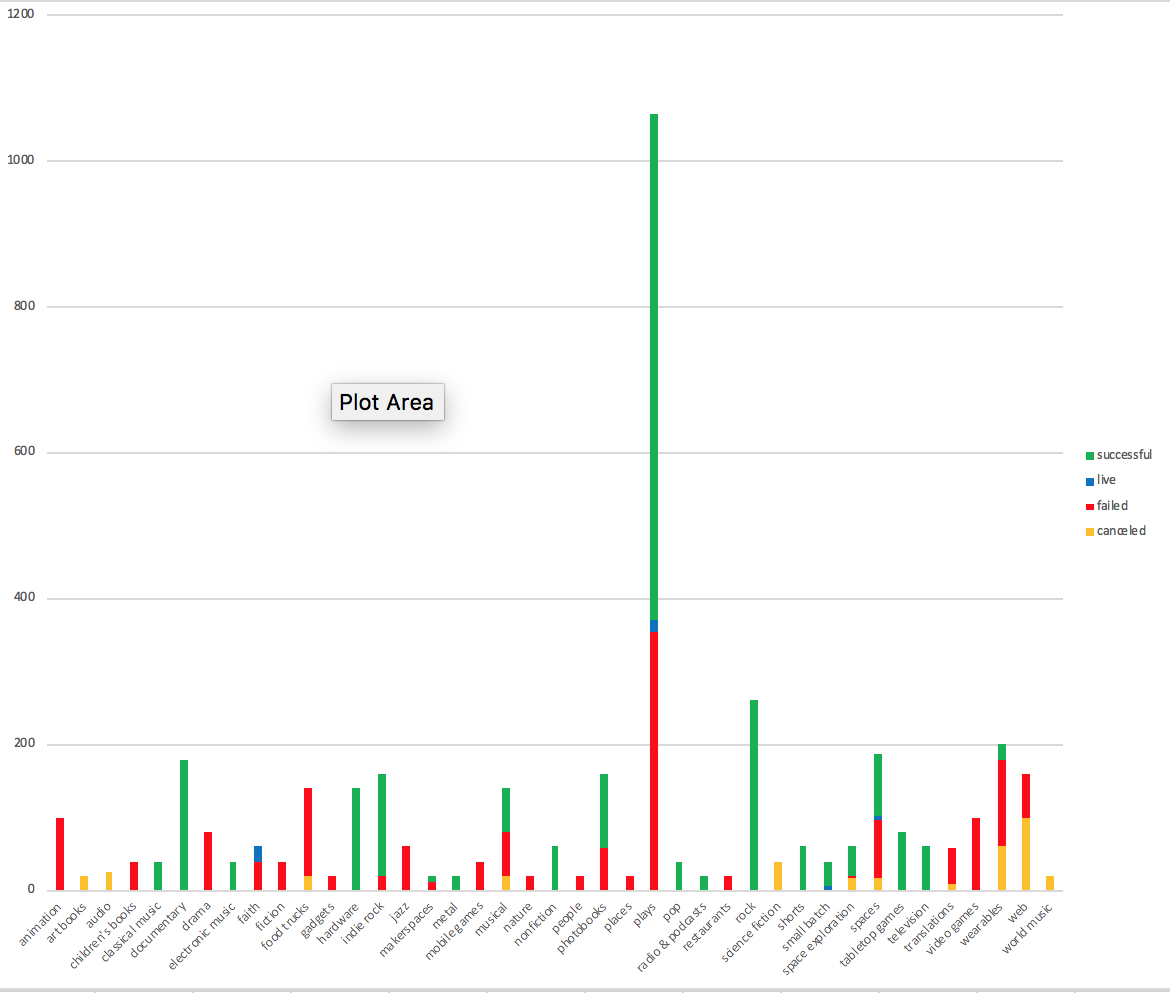 1200
1000
800
600
400
200
0
Plot Area
successful
live
failed
canceled
animation
art books
audio
children's books
classical music
documentary
drama
electronic music
faith
fiction
food trucks
gadgets
hardware
indie rock
jazz
makerspaces
metal
mobile games
musical
nature
nonfiction
people
photobooks
places
plays
pop
radio & podcasts
restaurants
rock
science fiction
shorts
small batch
space exploration
spaces
tabletop games
television
translations
video games
wearables
web
world music